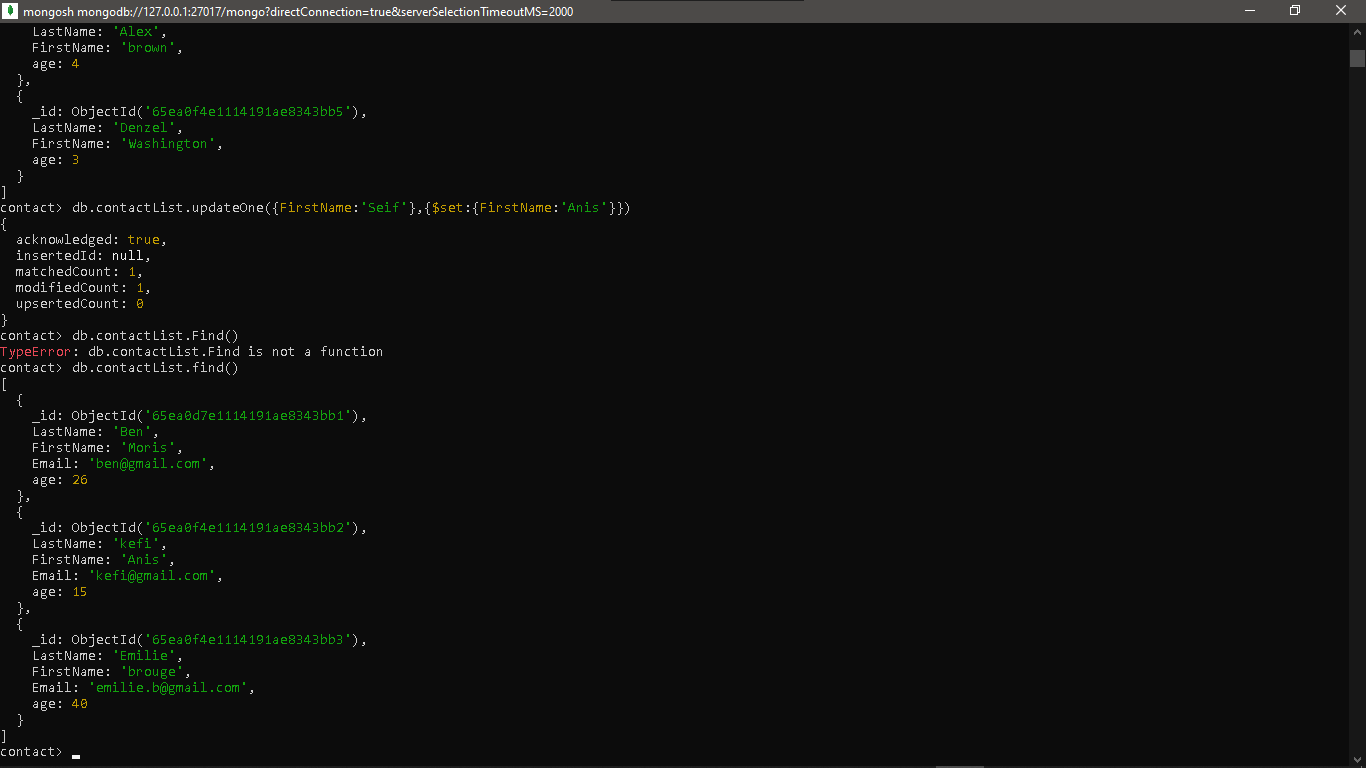 mongosh mongodb://127.0.0.1:27017/mongo?directConnection=true&serverSelectionTimeoutMS=2000
    LastName: 'Alex',
    FirstName: 'brown',
    age: 4
  },
  {
    _id: ObjectId('65ea0f4e1114191ae8343bb5'),
    LastName: 'Denzel',
    FirstName: 'Washington',
    age: 3
  }
]
contact> db.contactList.updateOne({FirstName:'Seif'},{$set:{FirstName:'Anis'}})
{
  acknowledged: true,
  insertedId: null,
  matchedCount: 1,
  modifiedCount: 1,
  upsertedCount: 0
}
contact> db.contactList.Find()
TypeError: db.contactList.Find is not a function
contact> db.contactList.find()
[
  {
    _id: ObjectId('65ea0d7e1114191ae8343bb1'),
    LastName: 'Ben',
    FirstName: 'Moris',
    Email: 'ben@gmail.com',
    age: 26
  },
  {
    _id: ObjectId('65ea0f4e1114191ae8343bb2'),
    LastName: 'kefi',
    FirstName: 'Anis',
    Email: 'kefi@gmail.com',
    age: 15
  },
  {
    _id: ObjectId('65ea0f4e1114191ae8343bb3'),
    LastName: 'Emilie',
    FirstName: 'brouge',
    Email: 'emilie.b@gmail.com',
    age: 40
  }
]
contact>